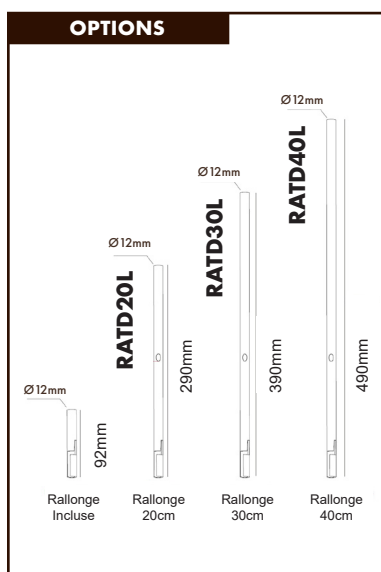 OPTIONS
Ø12mm
92mm
Rallonge
Incluse
Ø12mm
RATD20L
290mm
Rallonge
20cm
Ø12mm
RATD30L
390mm
Rallonge
30cm
Ø12mm
RATD40L
490mm
Rallonge
40cm